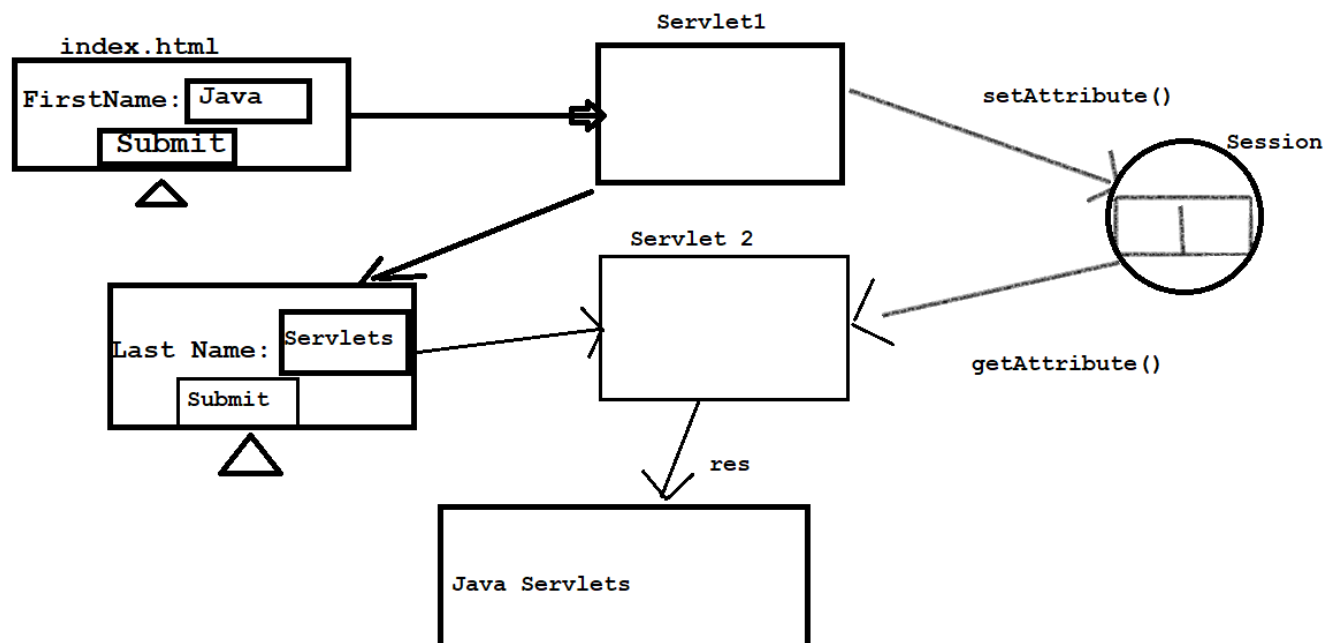 Servlet1
index.html
FirstName: Java
Submit
setAttribute()
Session
Servlet 2
Last Name: Servlets
Submit
getAttribute()
res
Java Servlets